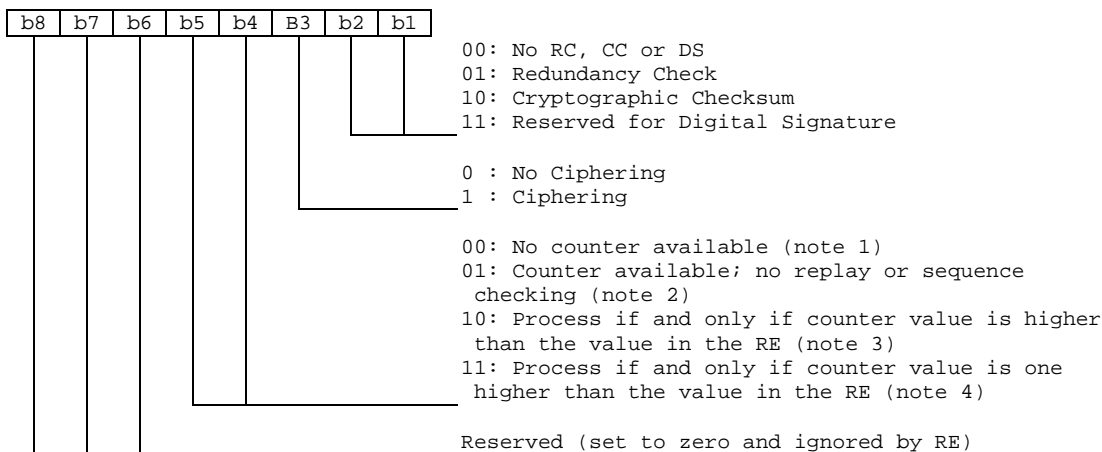 b8 b7 b6 b5 b4 B3 b2 b1
00: No RC, CC or DS
01: Redundancy Check
10: Cryptographic Checksum
11: Reserved for Digital Signature
0 : No Ciphering
1 : Ciphering
00: No counter available (note 1)
01: Counter available; no replay or sequence
checking (note 2)
10: Process if and only if counter value is higher
than the value in the RE (note 3)
11: Process if and only if counter value is one
higher than the value in the RE (note 4)
Reserved (set to zero and ignored by RE)